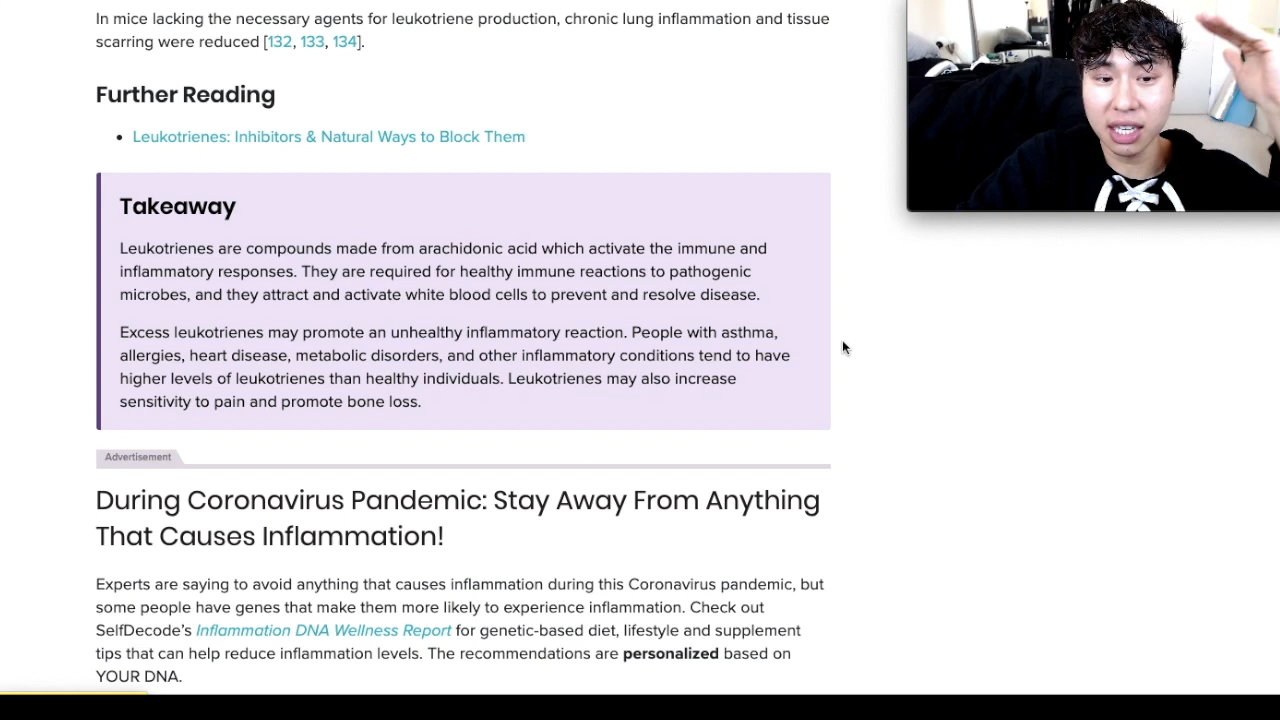 In mice lacking the necessary agents for leukotriene production, chronic lung inflammation and tissue
scarring were reduced [132, 133, 134].
Further Reading
• Leukotrienes: Inhibitors & Natural Ways to Block Them
Takeaway
Leukotrienes are compounds made from arachidonic acid which activate the immune and
inflammatory responses. They are required for healthy immune reactions to pathogenic
microbes, and they attract and activate white blood cells to prevent and resolve disease.
Excess leukotrienes may promote an unhealthy inflammatory reaction. People with asthma,
allergies, heart disease, metabolic disorders, and other inflammatory conditions tend to have
higher levels of leukotrienes than healthy individuals. Leukotrienes may also increase
sensitivity to pain and promote bone loss.
Advertisement
During Coronavirus Pandemic: Stay Away From Anything
That Causes Inflammation!
Experts are saying to avoid anything that causes inflammation during this Coronavirus pandemic, but
some people have genes that make them more likely to experience inflammation. Check out
SelfDecode’s Inflammation DNA Wellness Report for genetic-based diet, lifestyle and supplement
tips that can help reduce inflammation levels. The recommendations are personalized based on
YOUR DNA.